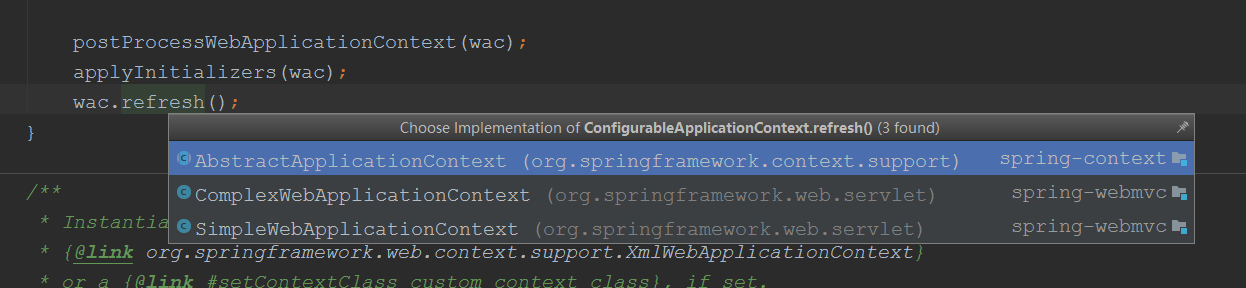 postProcessWebApplicationContext(wac);
applyInitializers(wac);
wac.refresh();
Choose Implementation of ConfigurableApplicationContext.refresh() (3 found)
}
AbstractApplicationContext (org.springframework.context.support) spring-context
/**
ComplexWebApplicationContext (org.springframework.web.servlet) spring-webmvc
* Instantia
SimpleWebApplicationContext (org.springframework.web.servlet) spring-webmvc
* {@link org.springframework.web.context.support.XmlWebApplicationContext}
* or a {@link #setContextClass custom context class}, if set.